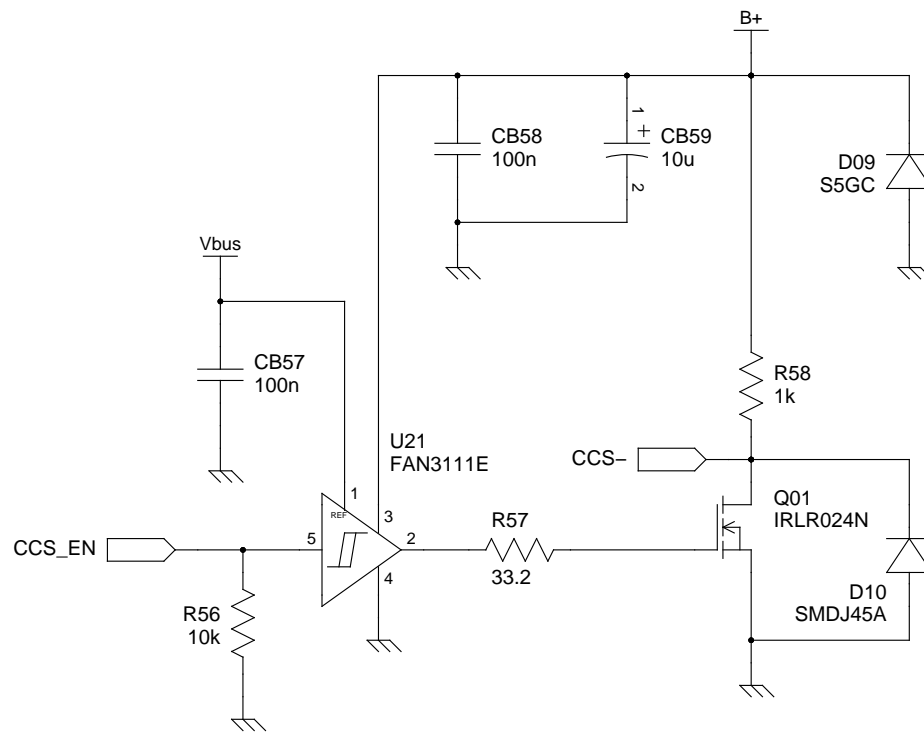 B+
1
+
CB58
100n
CB59
10u
2
D09
S5GC
Vbus
CB57
100n
R58
1k
U21
FAN3111E
CCS–
1
REF
3
Q01
IRLR024N
R57
CCS_EN
5
2
4
33.2
R56
10k
D10
SMDJ45A